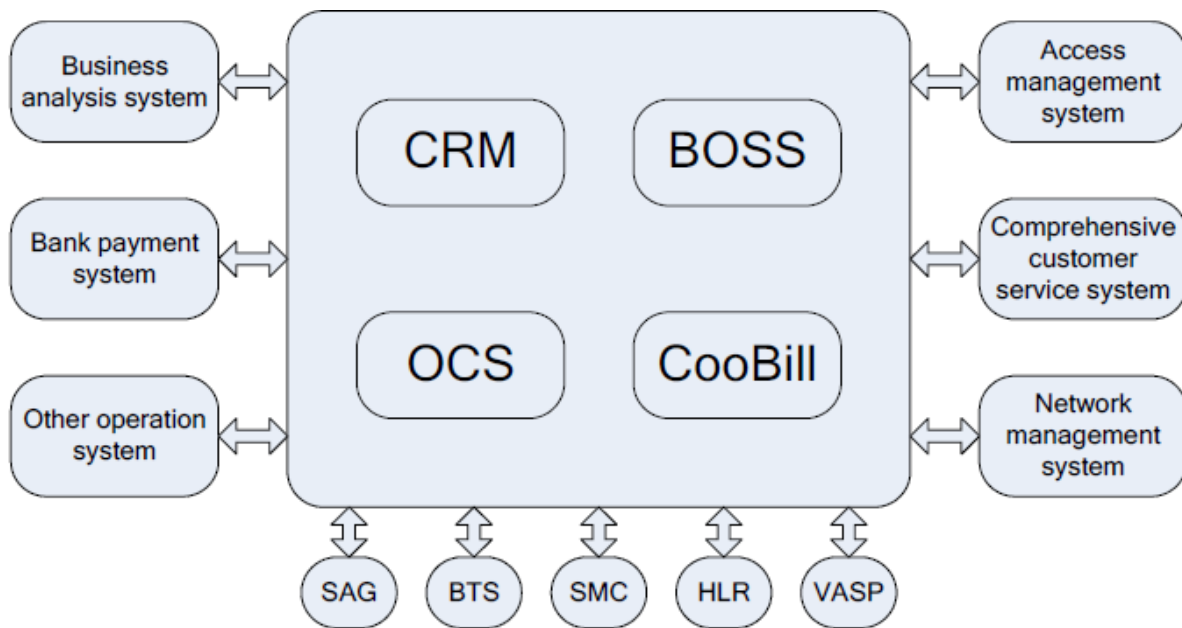 Business
analysis system
Bank payment
system
Other operation
system
CRM
BOSS
OCS
CooBill
Access
management
system
Comprehensive
customer
service system
Network
management
system
SAG
BTS
SMC
HLR
VASP